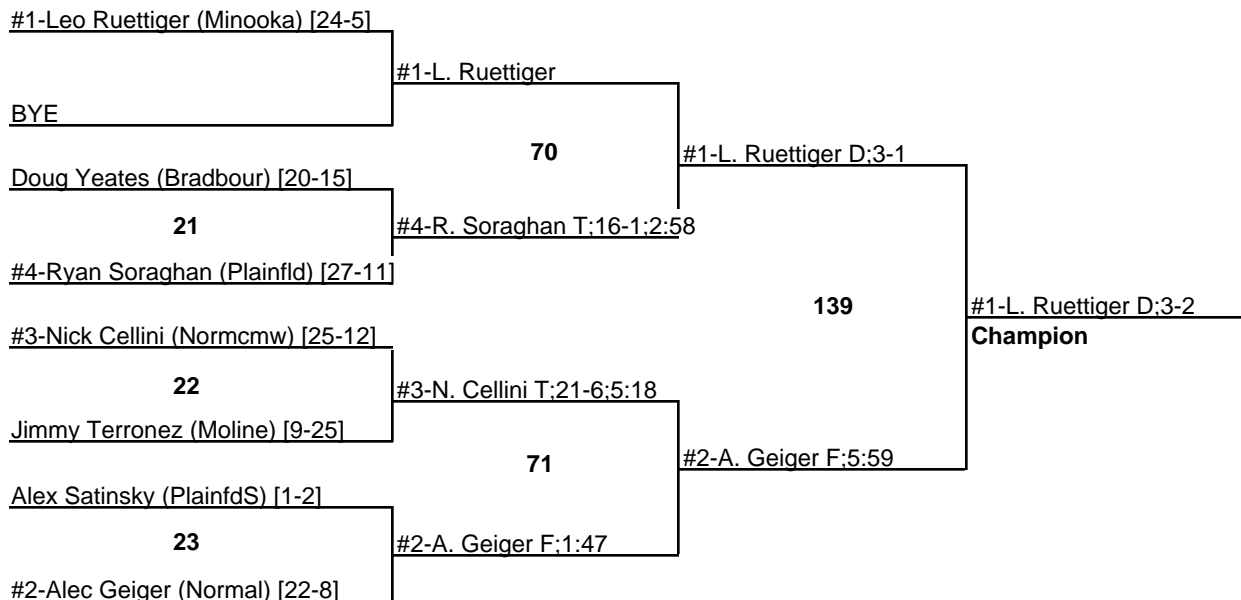 #1-Leo Ruettiger (Minooka) [24-5]
#1-L. Ruettiger
BYE
70
#1-L. Ruettiger D;3-1
Doug Yeates (Bradbour) [20-15]
21
#4-R. Soraghan T;16-1;2:58
#4-Ryan Soraghan (Plainfld) [27-11]
139
#1-L. Ruettiger D;3-2
Champion
#3-Nick Cellini (Normcmw) [25-12]
22
#3-N. Cellini T;21-6;5:18
Jimmy Terronez (Moline) [9-25]
71
#2-A. Geiger F;5:59
Alex Satinsky (PlainfdS) [1-2]
23
#2-A. Geiger F;1:47
#2-Alec Geiger (Normal) [22-8]